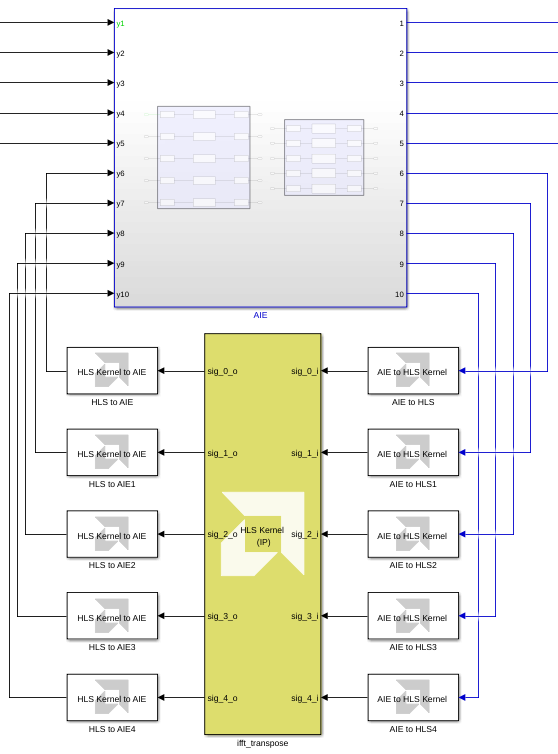 y1 1
y2 2
y3 3
y4 4
y5 5
y6 6
y7 7
y8 8
y9 9
y10 10
AIE
sig_0_o sig_0_i
HLS Kernel to AIE AIE to HLS Kernel
HLS to AIE AIE to HLS
sig_1_o sig_1_i
HLS Kernel to AIE AIE to HLS Kernel
HLS to AIE1 AIE to HLS1
HLS Kernel
sig_2_o sig_2_i
HLS Kernel to AIE AIE to HLS Kernel
(IP)
HLS to AIE2 AIE to HLS2
sig_3_o sig_3_i
HLS Kernel to AIE AIE to HLS Kernel
HLS to AIE3 AIE to HLS3
sig_4_o sig_4_i
HLS Kernel to AIE AIE to HLS Kernel
HLS to AIE4 AIE to HLS4
ifft_transpose